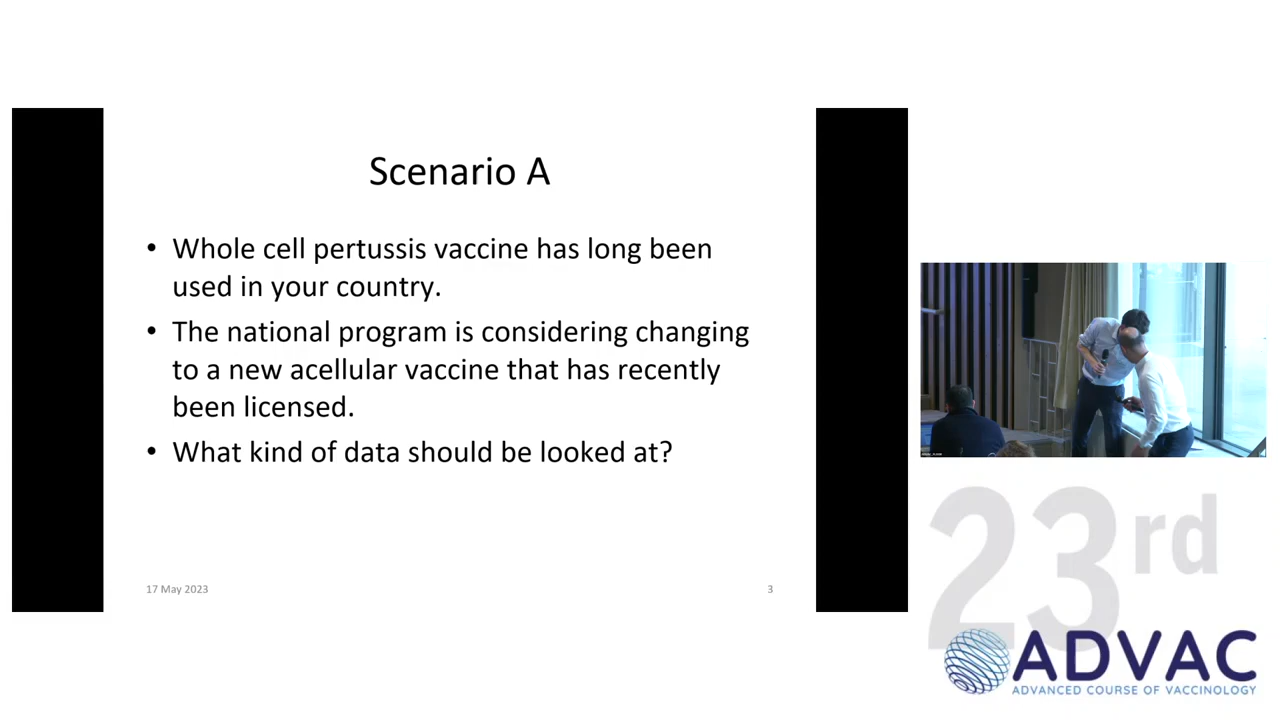 Scenario A
• Whole cell pertussis vaccine has long been
used in your country.
• The national program is considering changing
to a new acellular vaccine that has recently
been licensed.
• What kind of data should be looked at?
17 May 2023
3
23rd
ADVAC
ADVANCED COURSE OF VACCINOLOGY